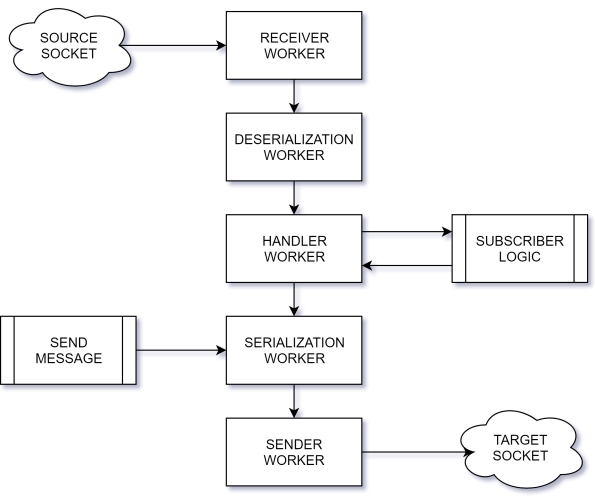 SOURCE
SOCKET
RECEIVER
WORKER
DESERIALIZATION
WORKER
HANDLER
WORKER
SUBSCRIBER
LOGIC
SEND
MESSAGE
SERIALIZATION
WORKER
SENDER
WORKER
TARGET
SOCKET